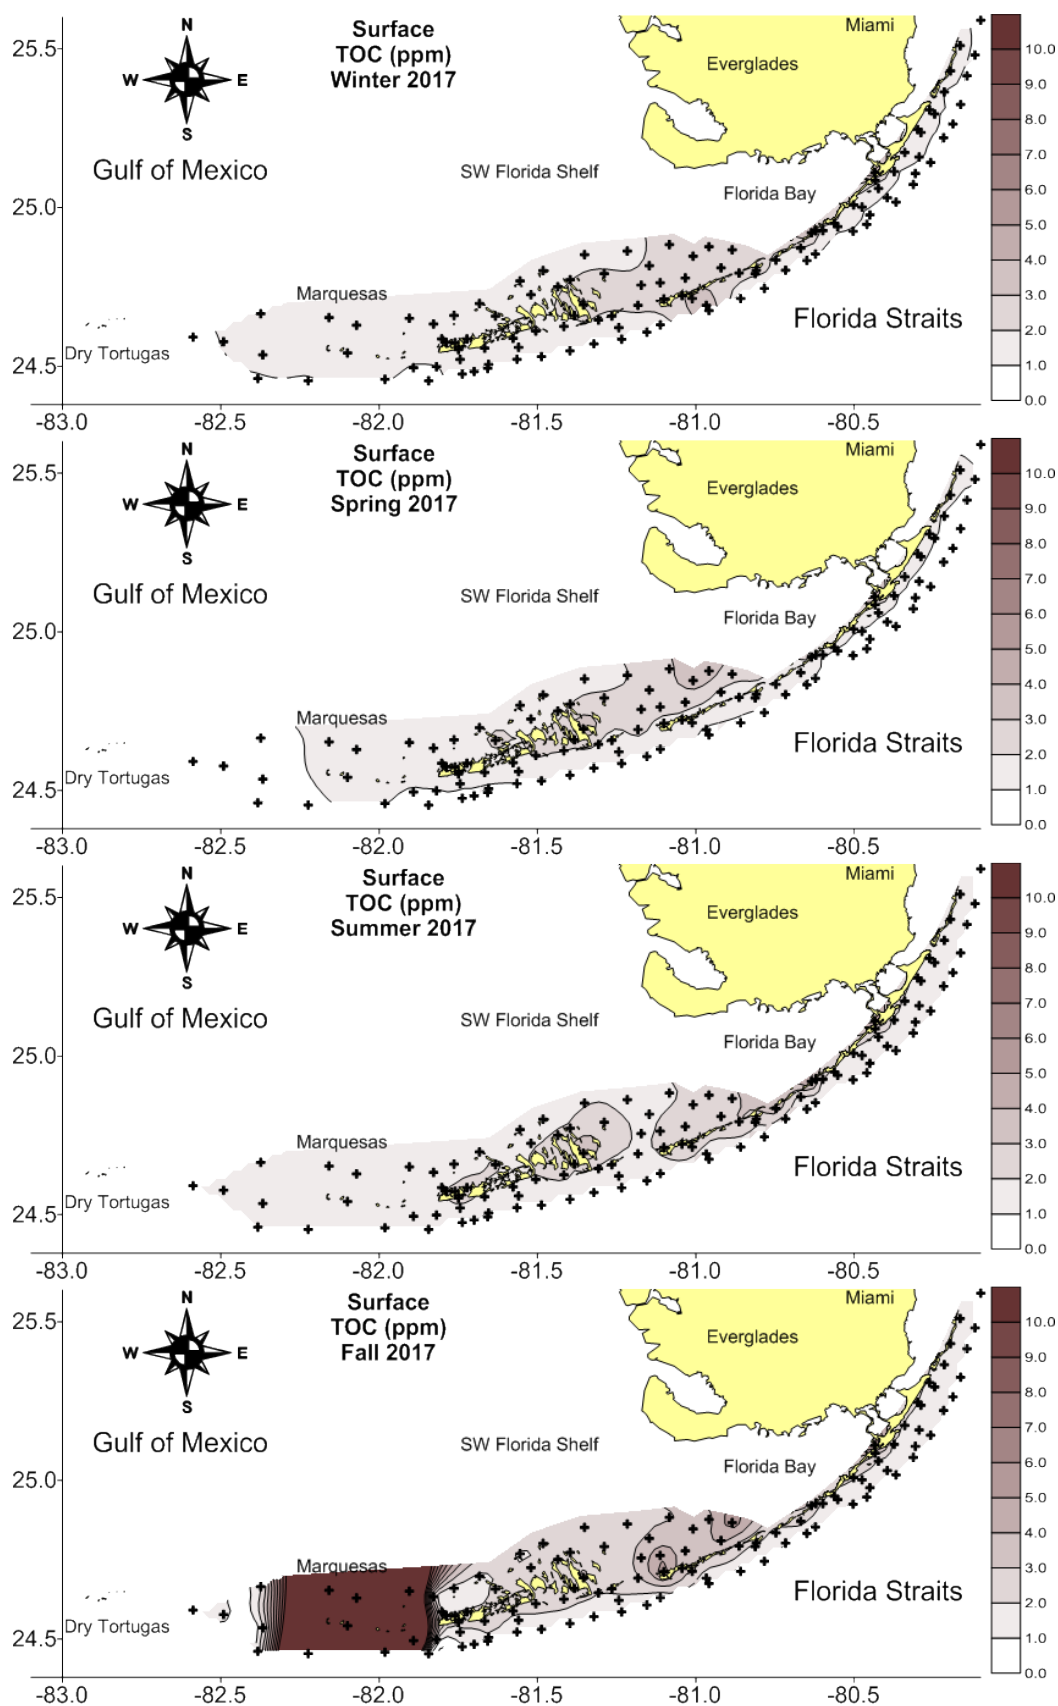 Surface
TOC (ppm)
Winter 2017
N
W E
S
Gulf of Mexico
SW Florida Shelf
Everglades
Miami
Florida Bay
Marquesas
Dry Tortugas
Florida Straits
25.5
25.0
24.5
-83.0 -82.5 -82.0 -81.5 -81.0 -80.5
10.0
9.0
8.0
7.0
6.0
5.0
4.0
3.0
2.0
1.0
0.0
Surface
TOC (ppm)
Spring 2017
N
W E
S
Gulf of Mexico
SW Florida Shelf
Everglades
Miami
Florida Bay
Marquesas
Dry Tortugas
Florida Straits
25.5
25.0
24.5
-83.0 -82.5 -82.0 -81.5 -81.0 -80.5
10.0
9.0
8.0
7.0
6.0
5.0
4.0
3.0
2.0
1.0
0.0
Surface
TOC (ppm)
Summer 2017
N
W E
S
Gulf of Mexico
SW Florida Shelf
Everglades
Miami
Florida Bay
Marquesas
Dry Tortugas
Florida Straits
25.5
25.0
24.5
-83.0 -82.5 -82.0 -81.5 -81.0 -80.5
10.0
9.0
8.0
7.0
6.0
5.0
4.0
3.0
2.0
1.0
0.0
Surface
TOC (ppm)
Fall 2017
N
W E
S
Gulf of Mexico
SW Florida Shelf
Everglades
Miami
Florida Bay
Marquesas
Dry Tortugas
Florida Straits
25.5
25.0
24.5
-83.0 -82.5 -82.0 -81.5 -81.0 -80.5
10.0
9.0
8.0
7.0
6.0
5.0
4.0
3.0
2.0
1.0
0.0